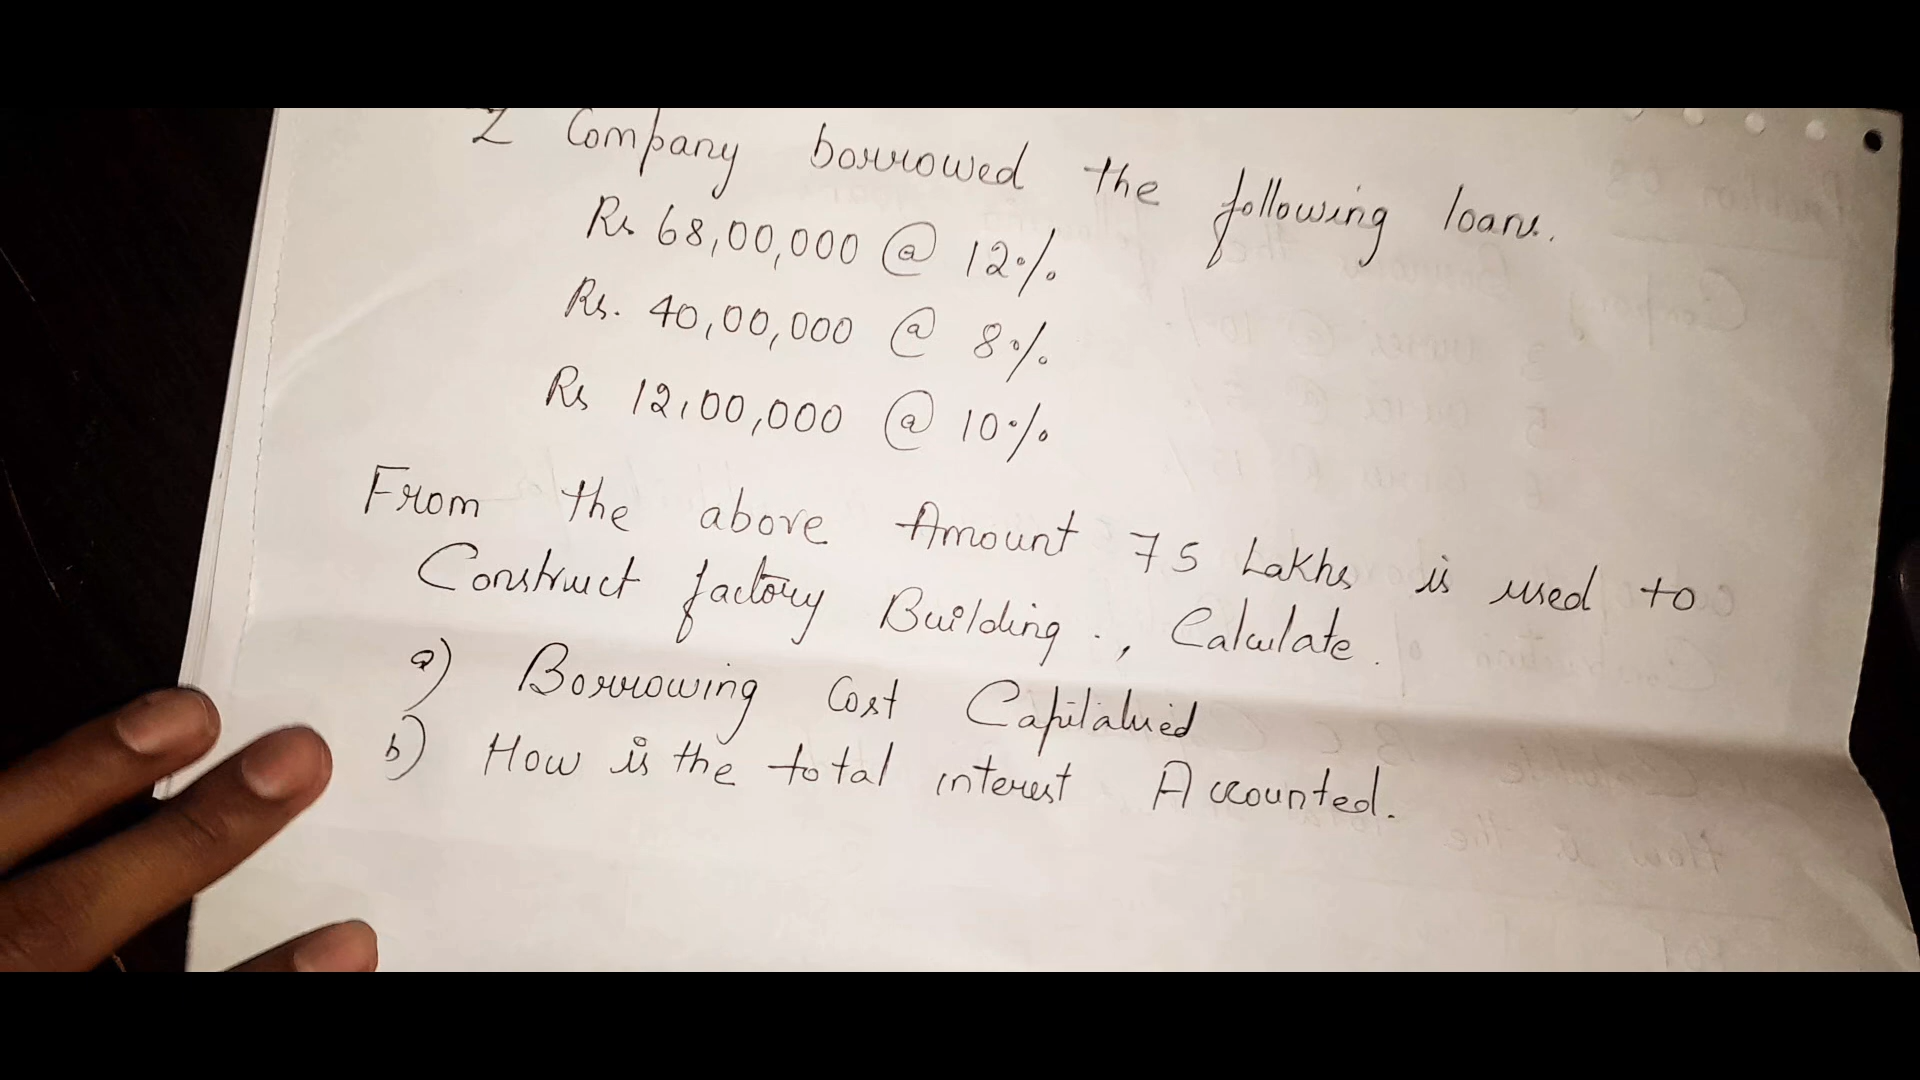 Z Company borrowed the following loans.
Rs 68,00,000 @ 12%
Rs. 40,00,000 @ 8%
Rs 12,00,000 @ 10%
From the above Amount 75 Lakhs is used to
Construct factory Building., Calculate.
a) Borrowing Cost Capitalised
b) How is the total interest Accounted.